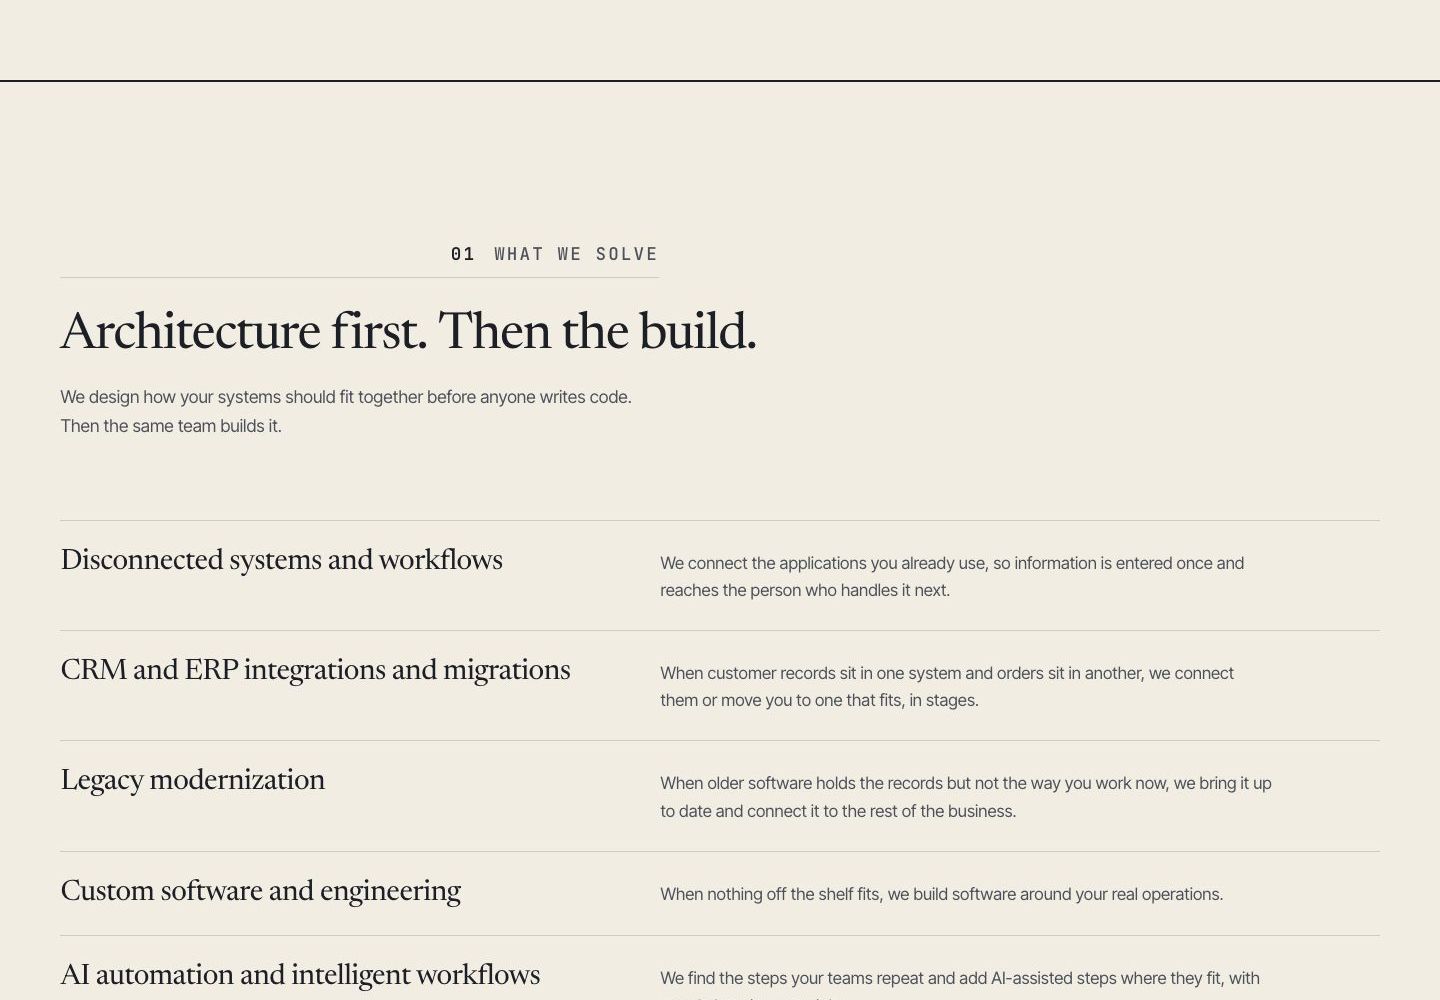 01 WHAT WE SOLVE
Architecture first. Then the build.
We design how your systems should fit together before anyone writes code.
Then the same team builds it.
Disconnected systems and workflows
We connect the applications you already use, so information is entered once and
reaches the person who handles it next.
CRM and ERP integrations and migrations
When customer records sit in one system and orders sit in another, we connect
them or move you to one that fits, in stages.
Legacy modernization
When older software holds the records but not the way you work now, we bring it up
to date and connect it to the rest of the business.
Custom software and engineering
When nothing off the shelf fits, we build software around your real operations.
AI automation and intelligent workflows
We find the steps your teams repeat and add AI-assisted steps where they fit, with